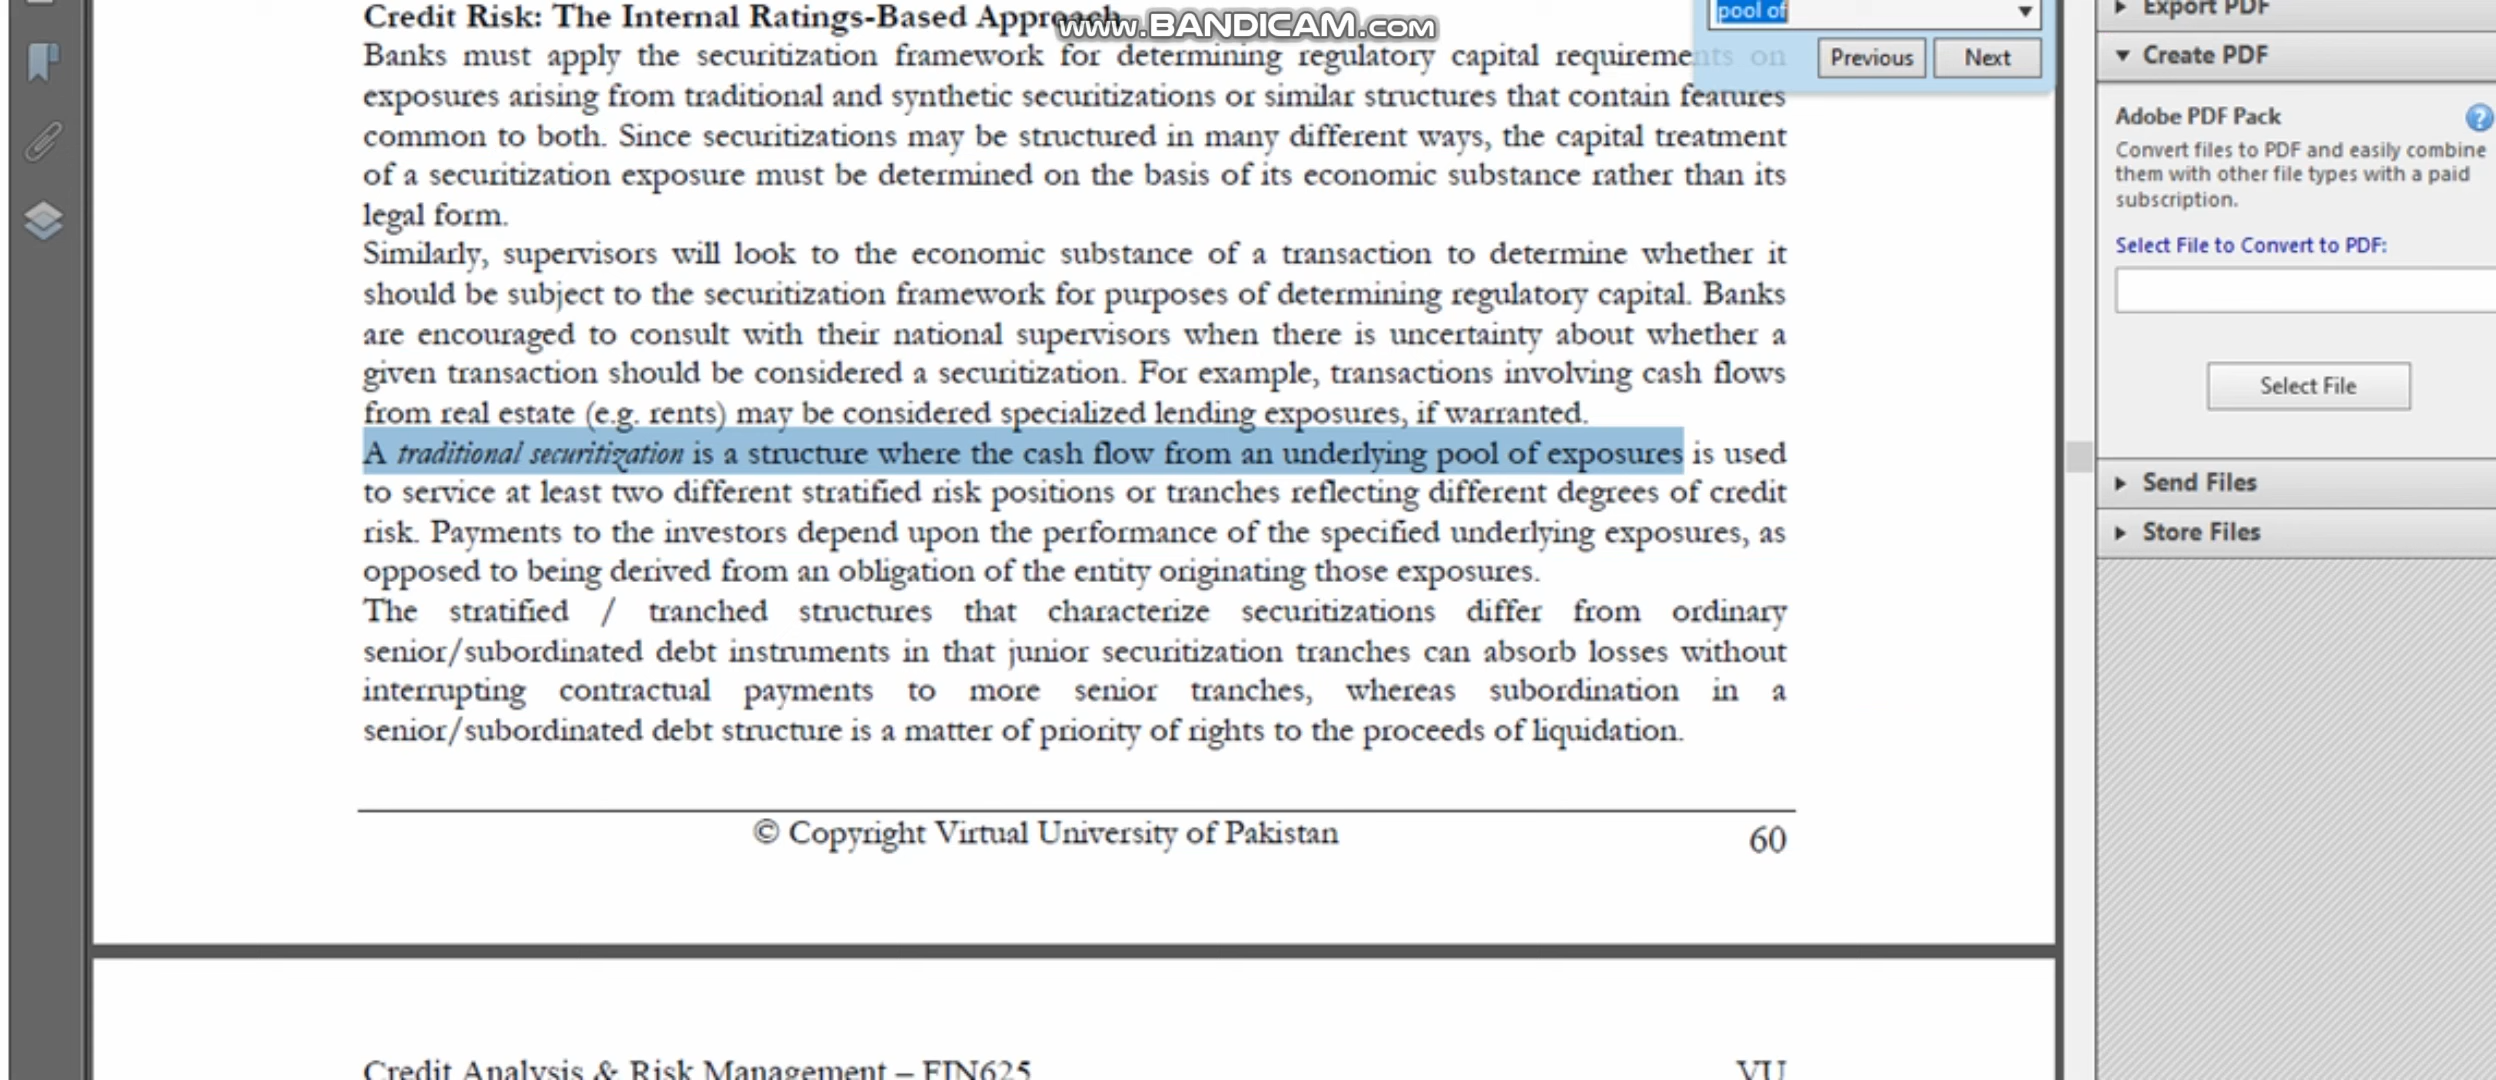 Credit Risk: The Internal Ratings-Based Approach
www.BANDICAM.com
pool of
Export PDF
Banks must apply the securitization framework for determining regulatory capital requirements on
Previous
Next
Create PDF
exposures arising from traditional and synthetic securitizations or similar structures that contain features
common to both. Since securitizations may be structured in many different ways, the capital treatment
of a securitization exposure must be determined on the basis of its economic substance rather than its
legal form.
Similarly, supervisors will look to the economic substance of a transaction to determine whether it
should be subject to the securitization framework for purposes of determining regulatory capital. Banks
are encouraged to consult with their national supervisors when there is uncertainty about whether a
given transaction should be considered a securitization. For example, transactions involving cash flows
from real estate (e.g. rents) may be considered specialized lending exposures, if warranted.
A traditional securitization is a structure where the cash flow from an underlying pool of exposures is used
to service at least two different stratified risk positions or tranches reflecting different degrees of credit
risk. Payments to the investors depend upon the performance of the specified underlying exposures, as
opposed to being derived from an obligation of the entity originating those exposures.
The stratified / tranched structures that characterize securitizations differ from ordinary
senior/subordinated debt instruments in that junior securitization tranches can absorb losses without
interrupting contractual payments to more senior tranches, whereas subordination in a
senior/subordinated debt structure is a matter of priority of rights to the proceeds of liquidation.
© Copyright Virtual University of Pakistan
60
Credit Analysis & Risk Management – FIN625
VU
Adobe PDF Pack
?
Convert files to PDF and easily combine
them with other file types with a paid
subscription.
Select File to Convert to PDF:
Select File
Send Files
Store Files